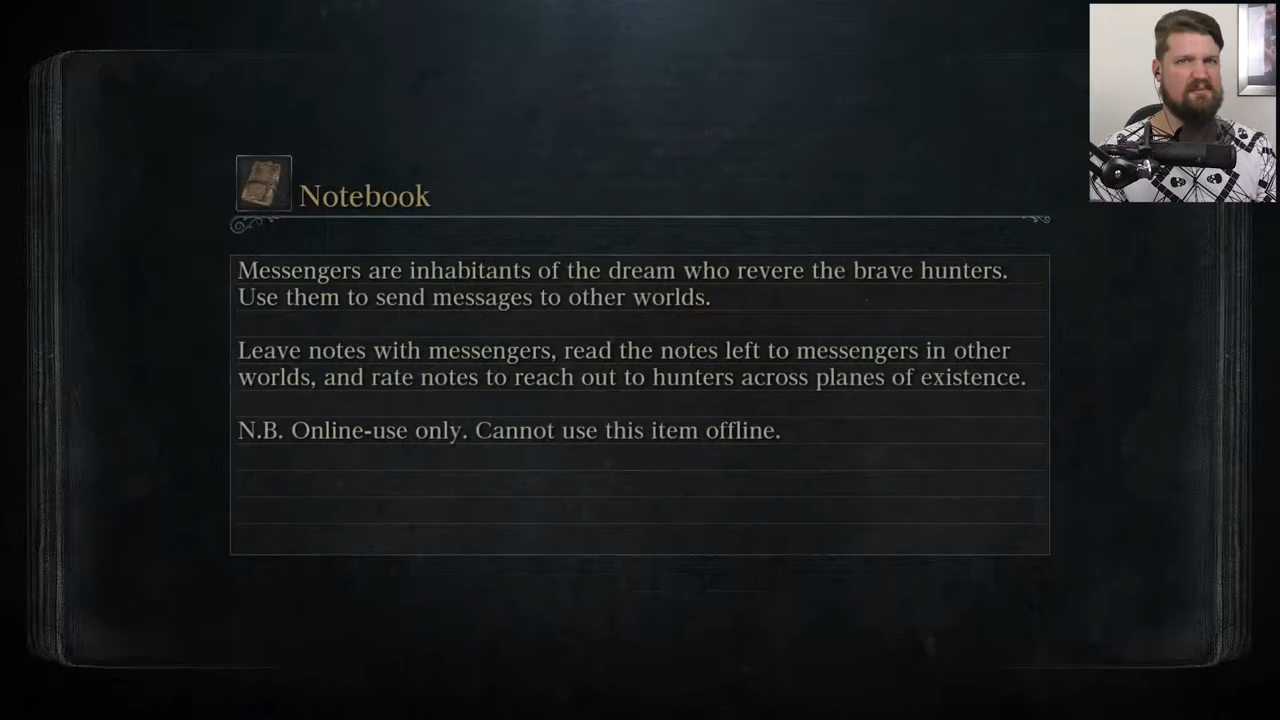 Notebook
Messengers are inhabitants of the dream who revere the brave hunters.
Use them to send messages to other worlds.
Leave notes with messengers, read the notes left to messengers in other
worlds, and rate notes to reach out to hunters across planes of existence.
N.B. Online-use only. Cannot use this item offline.